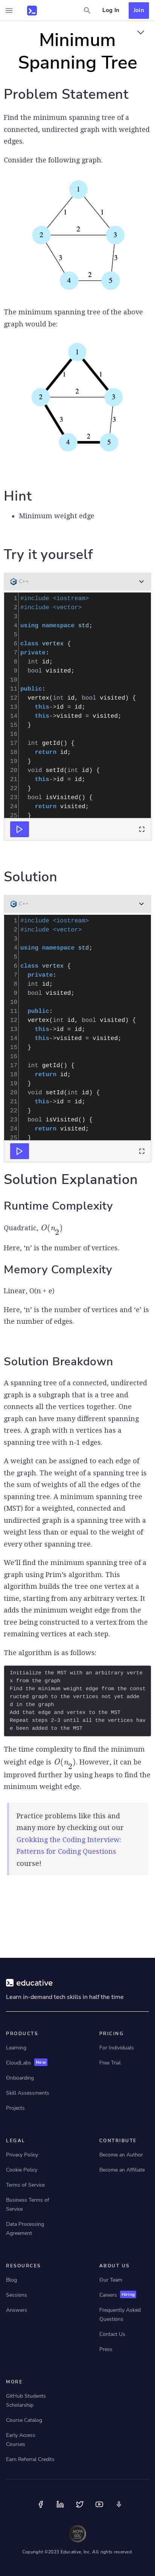 Log In
Join
Minimum
Spanning Tree
Problem Statement
Find the minimum spanning tree of a
connected, undirected graph with weighted
edges.
Consider the following graph.
1
1
1
2
2
3
3
3
4
2
5
The minimum spanning tree of the above
graph would be:
1
1
1
2
2
3
3
3
4
2
5
Hint
Minimum weight edge
Try it yourself
C++
1 #include <iostream>
2 #include <vector>
3
4 using namespace std;
5
6 class vertex {
7 private:
8 int id;
9 bool visited;
10
11 public:
12 vertex(int id, bool visited) {
13 this->id = id;
14 this->visited = visited;
15 }
16
17 int getId() {
18 return id;
19 }
20 void setId(int id) {
21 this->id = id;
22 }
23 bool isVisited() {
24 return visited;
25 }
Solution
C++
1 #include <iostream>
2 #include <vector>
3
4 using namespace std;
5
6 class vertex {
7 private:
8 int id;
9 bool visited;
10
11 public:
12 vertex(int id, bool visited) {
13 this->id = id;
14 this->visited = visited;
15 }
16
17 int getId() {
18 return id;
19 }
20 void setId(int id) {
21 this->id = id;
22 }
23 bool isVisited() {
24 return visited;
25 }
Solution Explanation
Runtime Complexity
Quadratic, O(n2)
Here, ‘n’ is the number of vertices.
Memory Complexity
Linear, O(n + e)
Here, ‘n’ is the number of vertices and ‘e’ is
the number of edges.
Solution Breakdown
A spanning tree of a connected, undirected
graph is a subgraph that is a tree and
connects all the vertices together. One
graph can have many different spanning
trees. A graph with n vertices has a
spanning tree with n-1 edges.
A weight can be assigned to each edge of
the graph. The weight of a spanning tree is
the sum of weights of all the edges of the
spanning tree. A minimum spanning tree
(MST) for a weighted, connected and
undirected graph is a spanning tree with a
weight less than or equal to the weight of
every other spanning tree.
We’ll find the minimum spanning tree of a
graph using Prim’s algorithm. This
algorithm builds the tree one vertex at a
time, starting from any arbitrary vertex. It
adds the minimum weight edge from the
tree being constructed to a vertex from the
remaining vertices at each step.
The algorithm is as follows:
Initialize the MST with an arbitrary verte
x from the graph
Find the minimum weight edge from the const
ructed graph to the vertices not yet adde
d in the graph
Add that edge and vertex to the MST
Repeat steps 2-3 until all the vertices hav
e been added to the MST
The time complexity to find the minimum
weight edge is O(n2). However, it can be
improved further by using heaps to find the
minimum weight edge.
Practice problems like this and
many more by checking out our
Grokking the Coding Interview:
Patterns for Coding Questions
course!
educative
Learn in-demand tech skills in half the time
PRODUCTS
Learning
CloudLabs New
Onboarding
Skill Assessments
Projects
PRICING
For Individuals
Free Trial
LEGAL
Privacy Policy
Cookie Policy
Terms of Service
Business Terms of
Service
Data Processing
Agreement
CONTRIBUTE
Become an Author
Become an Affiliate
RESOURCES
Blog
Sessions
Answers
ABOUT US
Our Team
Careers Hiring
Frequently Asked
Questions
Contact Us
Press
MORE
GitHub Students
Scholarship
Course Catalog
Early Access
Courses
Earn Referral Credits
Copyright ©2023 Educative, Inc. All rights reserved.